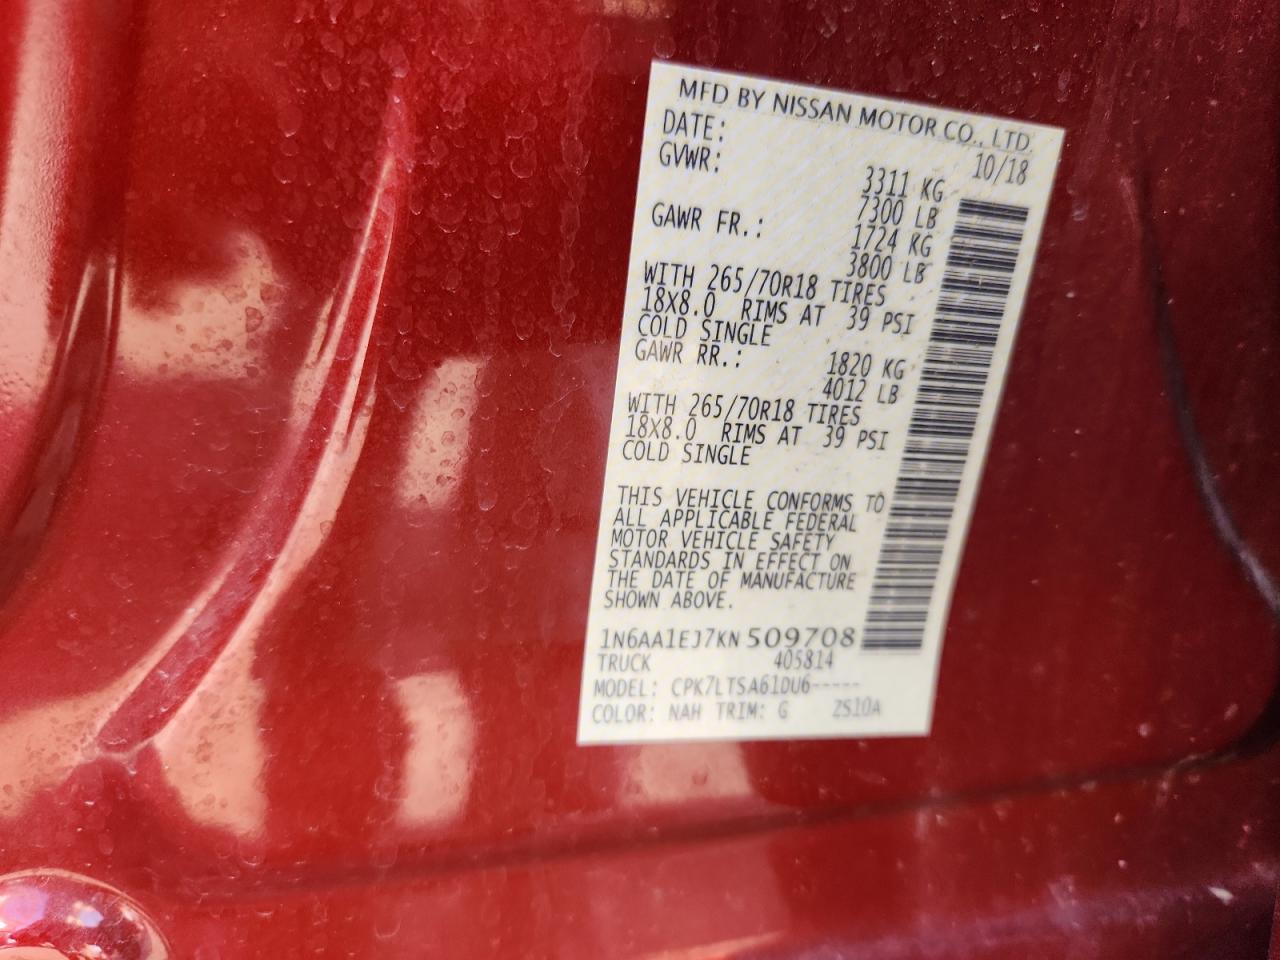 MFD BY NISSAN MOTOR CO., LTD.
DATE: 10/18
GVWR: 3311 KG
7300 LB
GAWR FR.: 1724 KG
3800 LB
WITH 265/70R18 TIRES
18X8.0 RIMS AT 39 PSI
COLD SINGLE
GAWR RR.: 1820 KG
4012 LB
WITH 265/70R18 TIRES
18X8.0 RIMS AT 39 PSI
COLD SINGLE
THIS VEHICLE CONFORMS TO
ALL APPLICABLE FEDERAL
MOTOR VEHICLE SAFETY
STANDARDS IN EFFECT ON
THE DATE OF MANUFACTURE
SHOWN ABOVE.
1N6AA1EJ7KN509708
TRUCK 405814
MODEL: CPK7LTSA61DU6-----
COLOR: NAH TRIM: G 2S10A